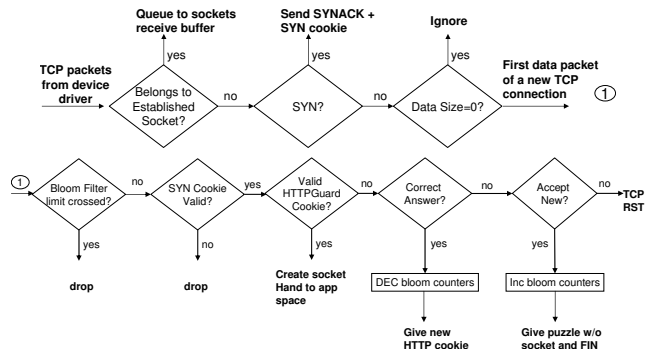 Queue to sockets
receive buffer
Send SYNACK +
SYN cookie
Ignore
yes
yes
yes
TCP packets
from device
driver
Belongs to
Established
Socket?
no
SYN?
no
Data Size=0?
First data packet
of a new TCP
connection
1
1
Bloom Filter
limit crossed?
no
SYN Cookie
Valid?
yes
Valid
HTTPGuard
Cookie?
no
Correct
Answer?
no
Accept
New?
no
TCP
RST
yes
no
yes
yes
yes
drop
drop
Create socket
Hand to app
space
DEC bloom counters
Inc bloom counters
Give new
HTTP cookie
Give puzzle w/o
socket and FIN